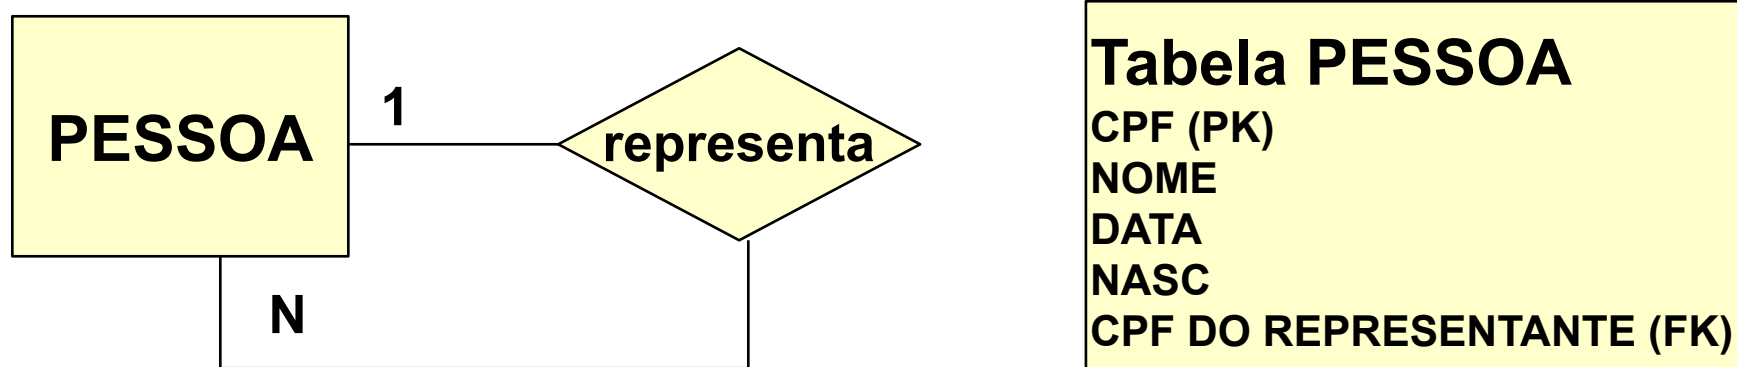 PESSOA
1
representa
N
Tabela PESSOA
CPF (PK)
NOME
DATA
NASC
CPF DO REPRESENTANTE (FK)